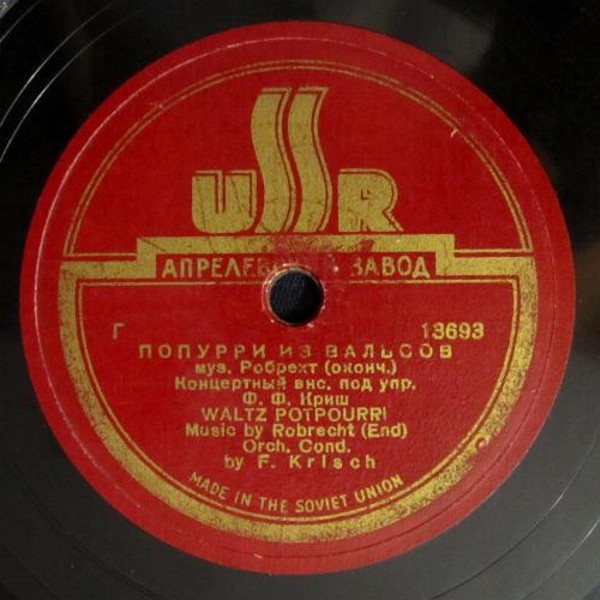 USSR
АПРЕЛЕВСКИЙ ЗАВОД
Г 13693
ПОПУРРИ ИЗ ВАЛЬСОВ
муз. Робрехт (оконч.)
Концертный анс. под упр.
Ф. Ф. Криш
WALTZ POTPOURRI
Music by Robrecht (End)
Orch. Cond.
by F. Krisch
MADE IN THE SOVIET UNION